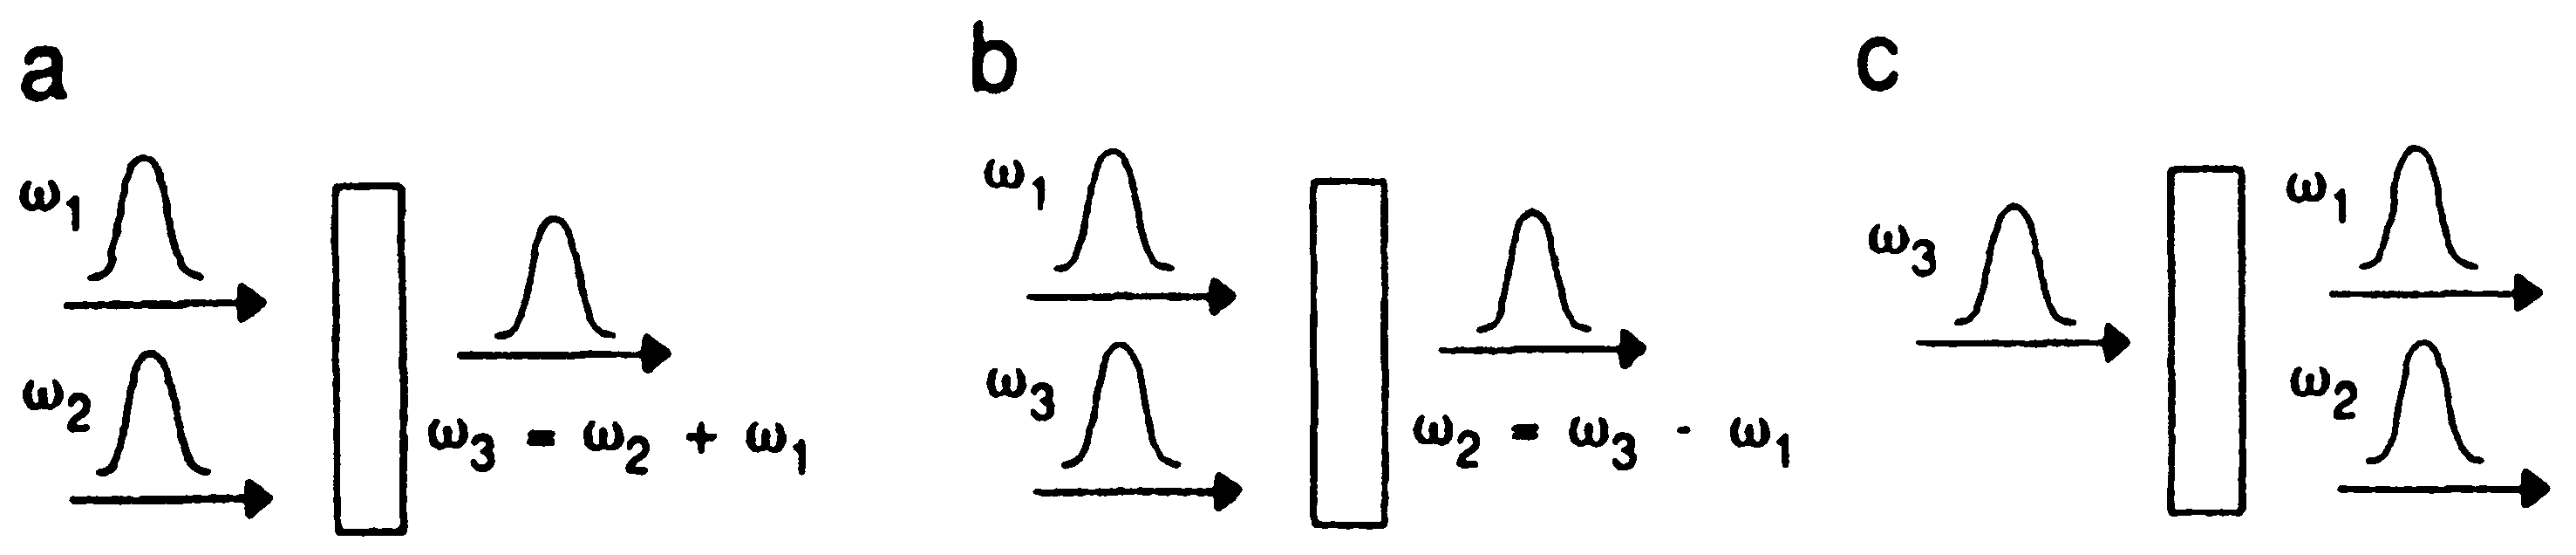 a
ω1
ω2
ω3 = ω2 + ω1
b
ω1
ω3
ω2 = ω3 - ω1
c
ω3
ω1
ω2